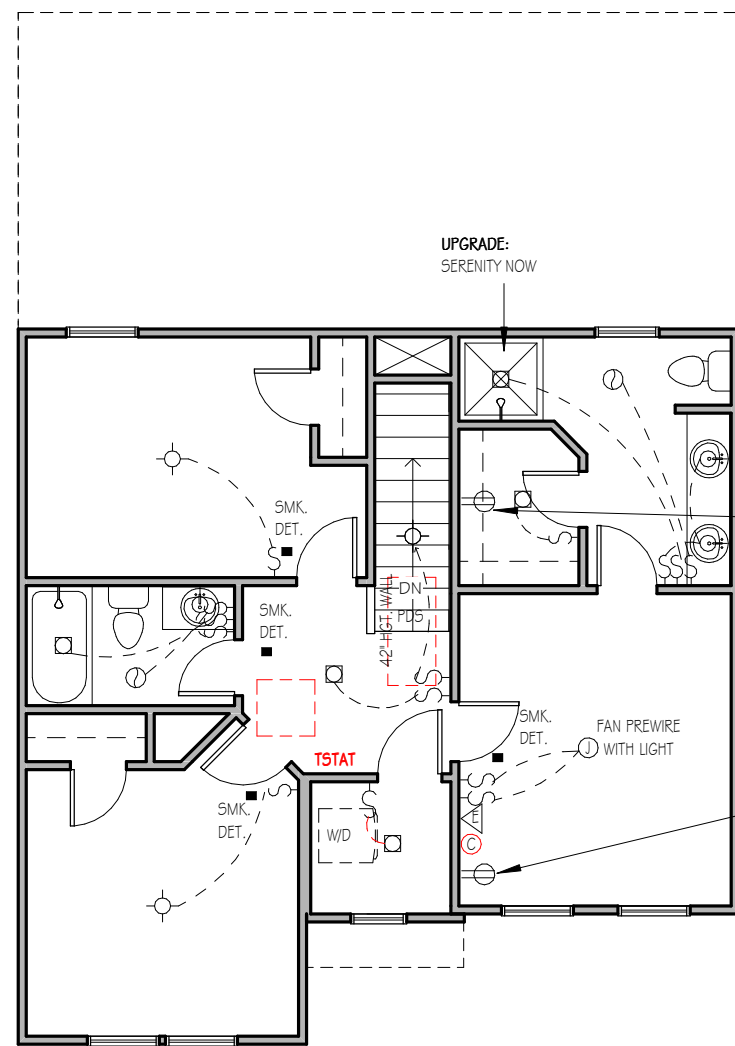 UPGRADE:
SERENITY NOW
SMK.
DET.
SMK.
DET.
42" HGT. WALL
DN
PDS
SMK.
DET.
FAN PREWIRE
WITH LIGHT
J
TSTAT
SMK.
DET.
W/D
E
C